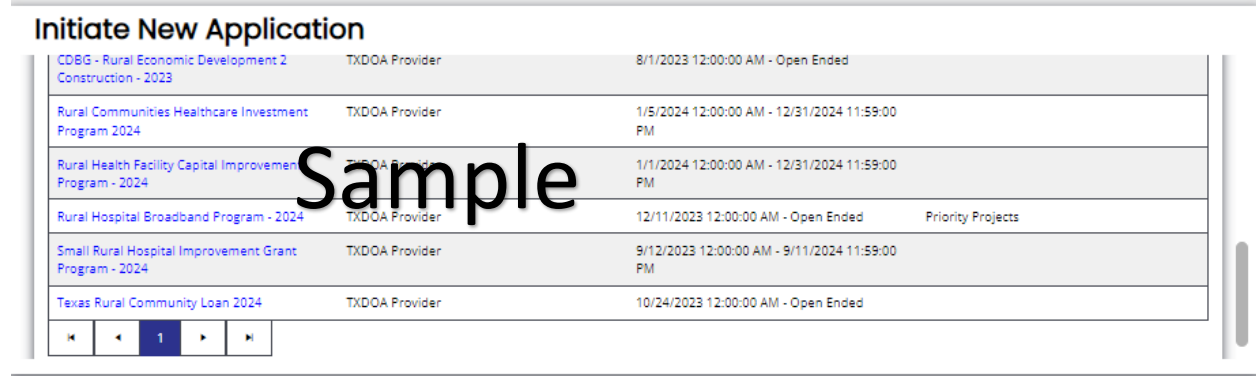 Initiate New Application
CDBG - Rural Economic Development 2 TXDOA Provider 8/1/2023 12:00:00 AM - Open Ended
Construction - 2023
Rural Communities Healthcare Investment TXDOA Provider 1/5/2024 12:00:00 AM - 12/31/2024 11:59:00
Program 2024 PM
Rural Health Facility Capital Improvement TXDOA Provider 1/1/2024 12:00:00 AM - 12/31/2024 11:59:00
Program - 2024 PM
Sample
Rural Hospital Broadband Program - 2024 TXDOA Provider 12/11/2023 12:00:00 AM - Open Ended Priority Projects
Small Rural Hospital Improvement Grant TXDOA Provider 9/12/2023 12:00:00 AM - 9/11/2024 11:59:00
Program - 2024 PM
Texas Rural Community Loan 2024 TXDOA Provider 10/24/2023 12:00:00 AM - Open Ended
1